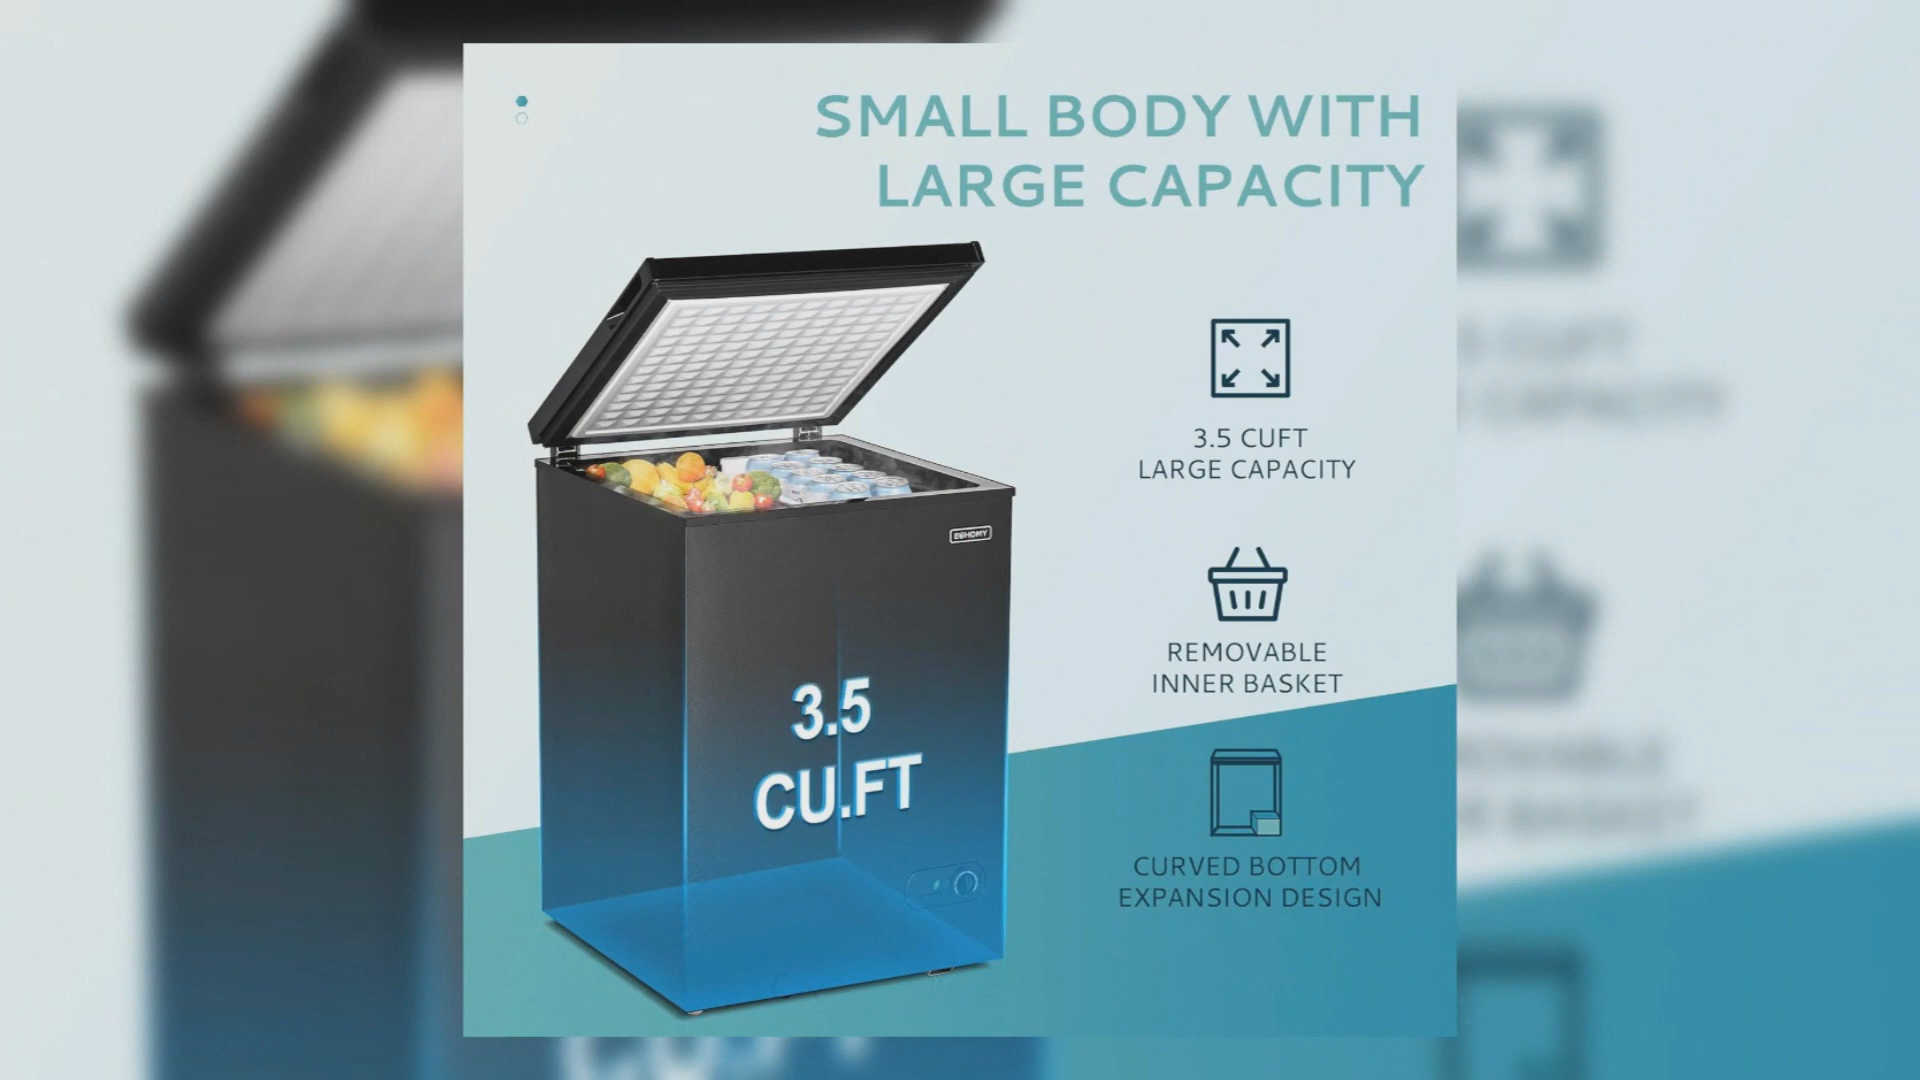 SMALL BODY WITH
LARGE CAPACITY
3.5 CUFT
LARGE CAPACITY
REMOVABLE
INNER BASKET
3.5
CU.FT
CURVED BOTTOM
EXPANSION DESIGN